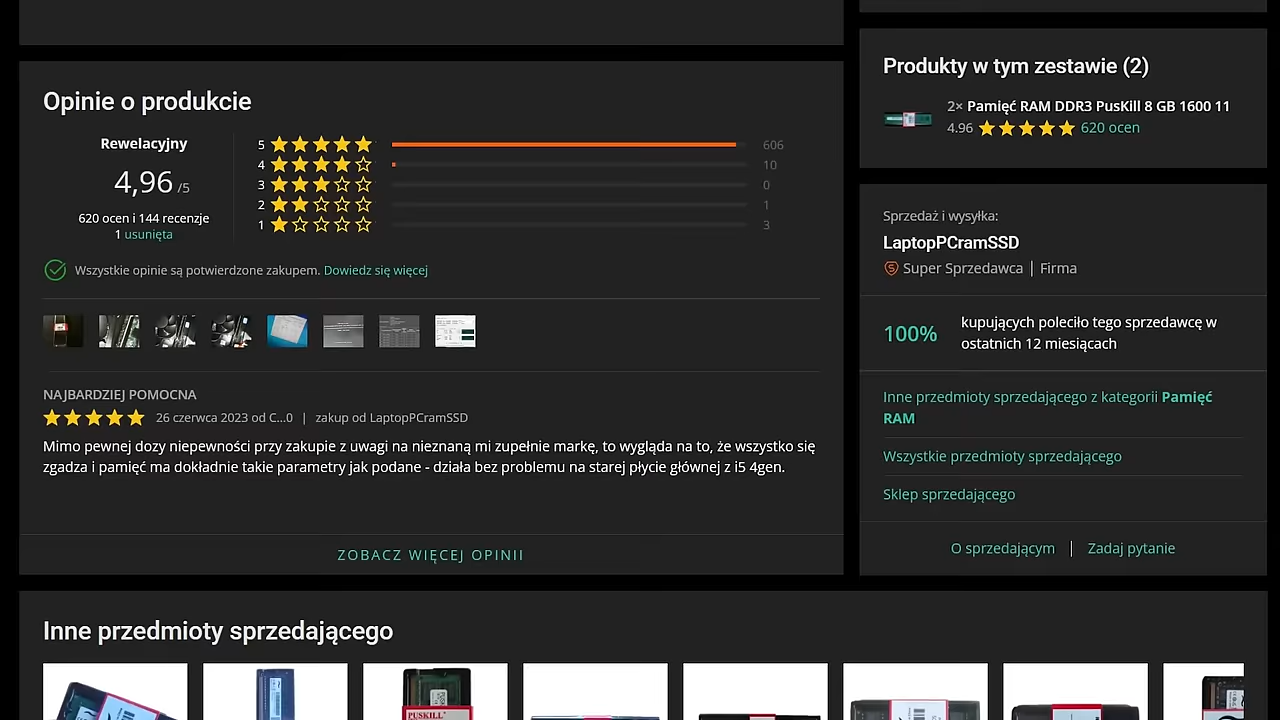 Opinie o produkcie
Rewelacyjny
4,96 /5
620 ocen i 144 recenzje
1 usunięta
5 606
4 10
3 0
2 1
1 3
Wszystkie opinie są potwierdzone zakupem. Dowiedz się więcej
NAJBARDZIEJ POMOCNA
26 czerwca 2023 od C...0 | zakup od LaptopPCramSSD
Mimo pewnej dozy niepewności przy zakupie z uwagi na nieznaną mi zupełnie markę, to wygląda na to, że wszystko się
zgadza i pamięć ma dokładnie takie parametry jak podane - działa bez problemu na starej płycie głównej z i5 4gen.
ZOBACZ WIĘCEJ OPINII
Produkty w tym zestawie (2)
2× Pamięć RAM DDR3 PusKill 8 GB 1600 11
4.96 620 ocen
Sprzedaż i wysyłka:
LaptopPCramSSD
Super Sprzedawca | Firma
100%
kupujących poleciło tego sprzedawcę w
ostatnich 12 miesiącach
Inne przedmioty sprzedającego z kategorii Pamięć
RAM
Wszystkie przedmioty sprzedającego
Sklep sprzedającego
O sprzedającym | Zadaj pytanie
Inne przedmioty sprzedającego
PUSKILL